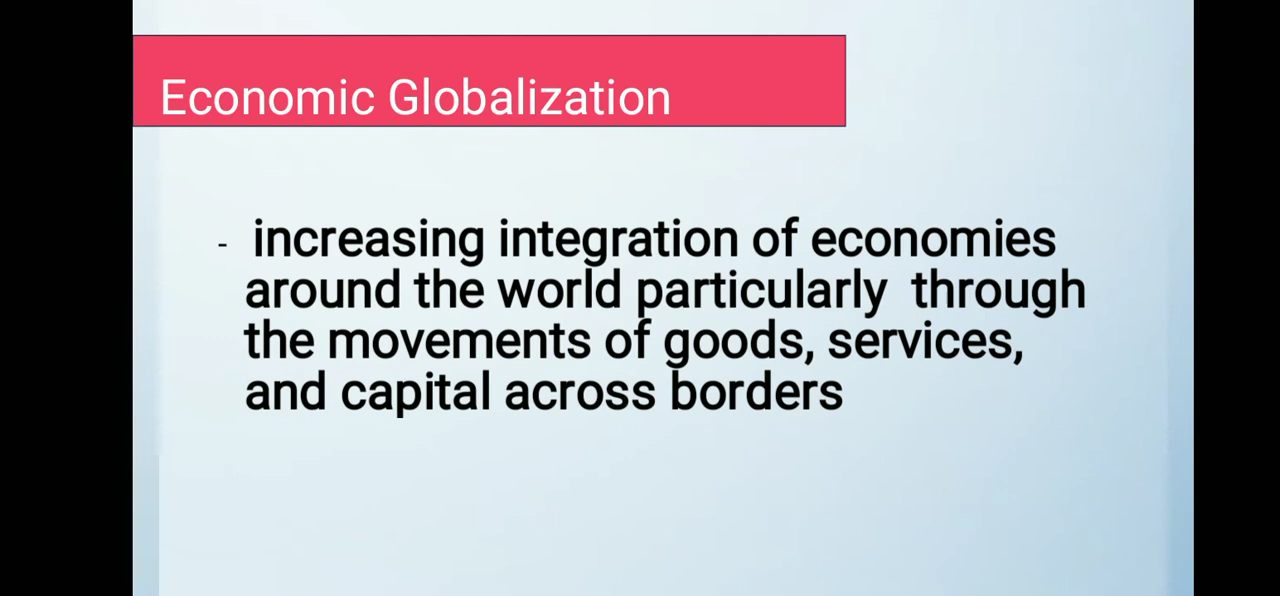 Economic Globalization
- increasing integration of economies
around the world particularly through
the movements of goods, services,
and capital across borders